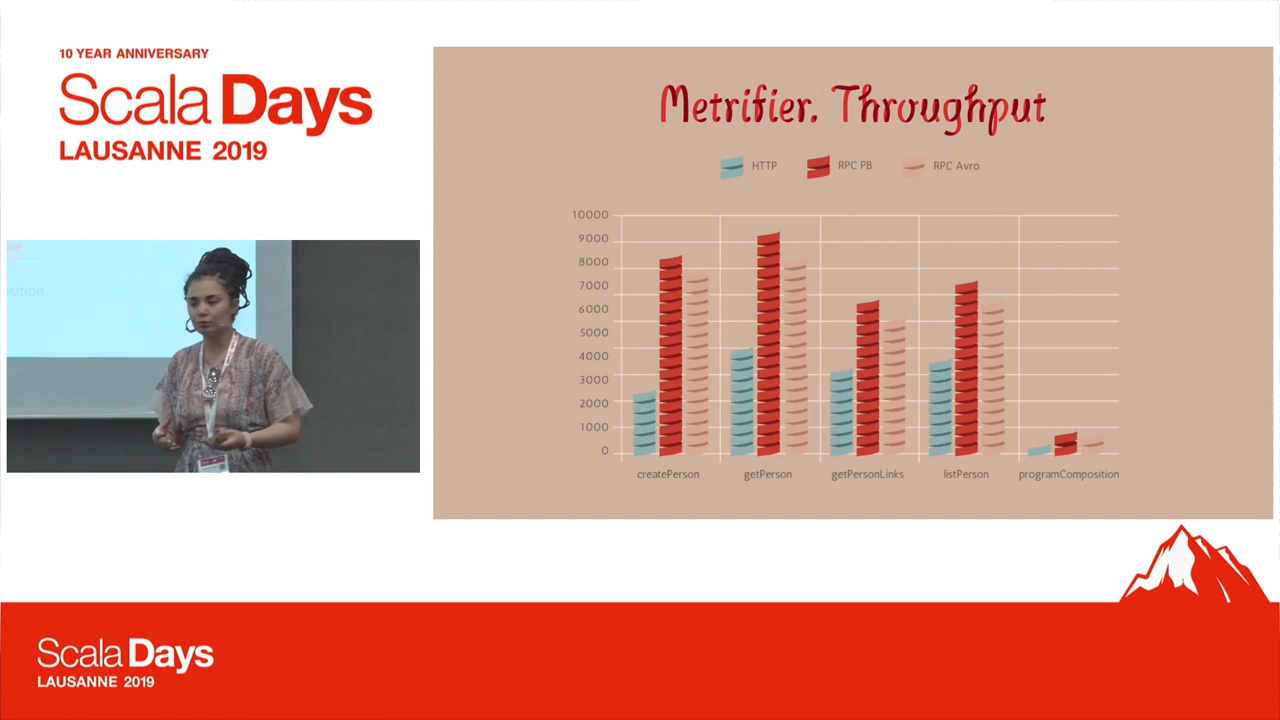 10 YEAR ANNIVERSARY
Scala Days
LAUSANNE 2019
Metrifier. Throughput
HTTP RPC PB RPC Avro
10000
9000
8000
7000
6000
5000
4000
3000
2000
1000
0
createPerson getPerson getPersonLinks listPerson programComposition
Scala Days
LAUSANNE 2019